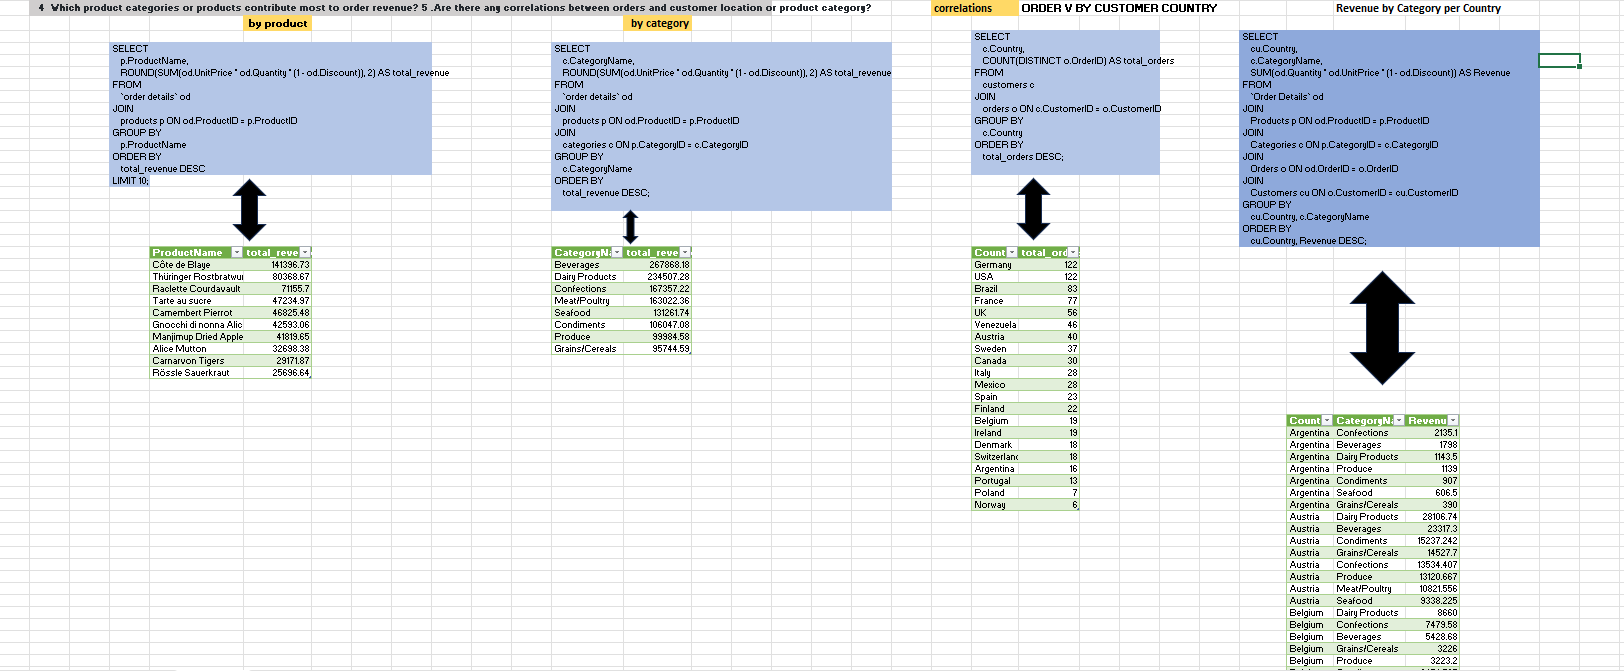 4 Which product categories or products contribute most to order revenue? 5 .Are there any correlations between orders and customer location or product category?
by product
SELECT
p.ProductName,
ROUND(SUM(od.UnitPrice * od.Quantity * (1 - od.Discount)), 2) AS total_revenue
FROM
`order details` od
JOIN
products p ON od.ProductID = p.ProductID
GROUP BY
p.ProductName
ORDER BY
total_revenue DESC
LIMIT 10;
ProductName total_reve
Côte de Blaye 141396.73
Thüringer Rostbratwur 80368.67
Raclette Courdavault 71155.7
Tarte au sucre 47234.97
Camembert Pierrot 46825.48
Gnocchi di nonna Alic 42593.06
Manjimup Dried Apple 41819.65
Alice Mutton 32698.38
Carnarvon Tigers 29171.87
Rössle Sauerkraut 25696.64
by category
SELECT
c.CategoryName,
ROUND(SUM(od.UnitPrice * od.Quantity * (1 - od.Discount)), 2) AS total_revenue
FROM
`order details` od
JOIN
products p ON od.ProductID = p.ProductID
JOIN
categories c ON p.CategoryID = c.CategoryID
GROUP BY
c.CategoryName
ORDER BY
total_revenue DESC;
CategoryN total_reve
Beverages 267868.18
Dairy Products 234507.28
Confections 167357.22
Meat/Poultry 163022.36
Seafood 131261.74
Condiments 106047.08
Produce 99984.58
Grains/Cereals 95744.59
correlations
ORDER V BY CUSTOMER COUNTRY
SELECT
c.Country,
COUNT(DISTINCT o.OrderID) AS total_orders
FROM
customers c
JOIN
orders o ON c.CustomerID = o.CustomerID
GROUP BY
c.Country
ORDER BY
total_orders DESC;
Count total_ord
Germany 122
USA 122
Brazil 83
France 77
UK 56
Venezuela 46
Austria 40
Sweden 37
Canada 30
Italy 28
Mexico 28
Spain 23
Finland 22
Belgium 19
Ireland 19
Denmark 18
Switzerlanc 18
Argentina 16
Portugal 13
Poland 7
Norway 6
Revenue by Category per Country
SELECT
cu.Country,
c.CategoryName,
SUM(od.Quantity * od.UnitPrice * (1 - od.Discount)) AS Revenue
FROM
`Order Details` od
JOIN
Products p ON od.ProductID = p.ProductID
JOIN
Categories c ON p.CategoryID = c.CategoryID
JOIN
Orders o ON od.OrderID = o.OrderID
JOIN
Customers cu ON o.CustomerID = cu.CustomerID
GROUP BY
cu.Country, c.CategoryName
ORDER BY
cu.Country, Revenue DESC;
Count CategoryN Revenu
Argentina Confections 2135.1
Argentina Beverages 1798
Argentina Dairy Products 1143.5
Argentina Produce 1139
Argentina Condiments 907
Argentina Seafood 606.5
Argentina Grains/Cereals 390
Austria Dairy Products 28106.74
Austria Beverages 23317.3
Austria Condiments 15237.242
Austria Grains/Cereals 14527.7
Austria Confections 13534.407
Austria Produce 13120.667
Austria Meat/Poultry 10821.556
Austria Seafood 9338.225
Belgium Dairy Products 8660
Belgium Confections 7479.58
Belgium Beverages 5428.68
Belgium Grains/Cereals 3226
Belgium Produce 3223.2